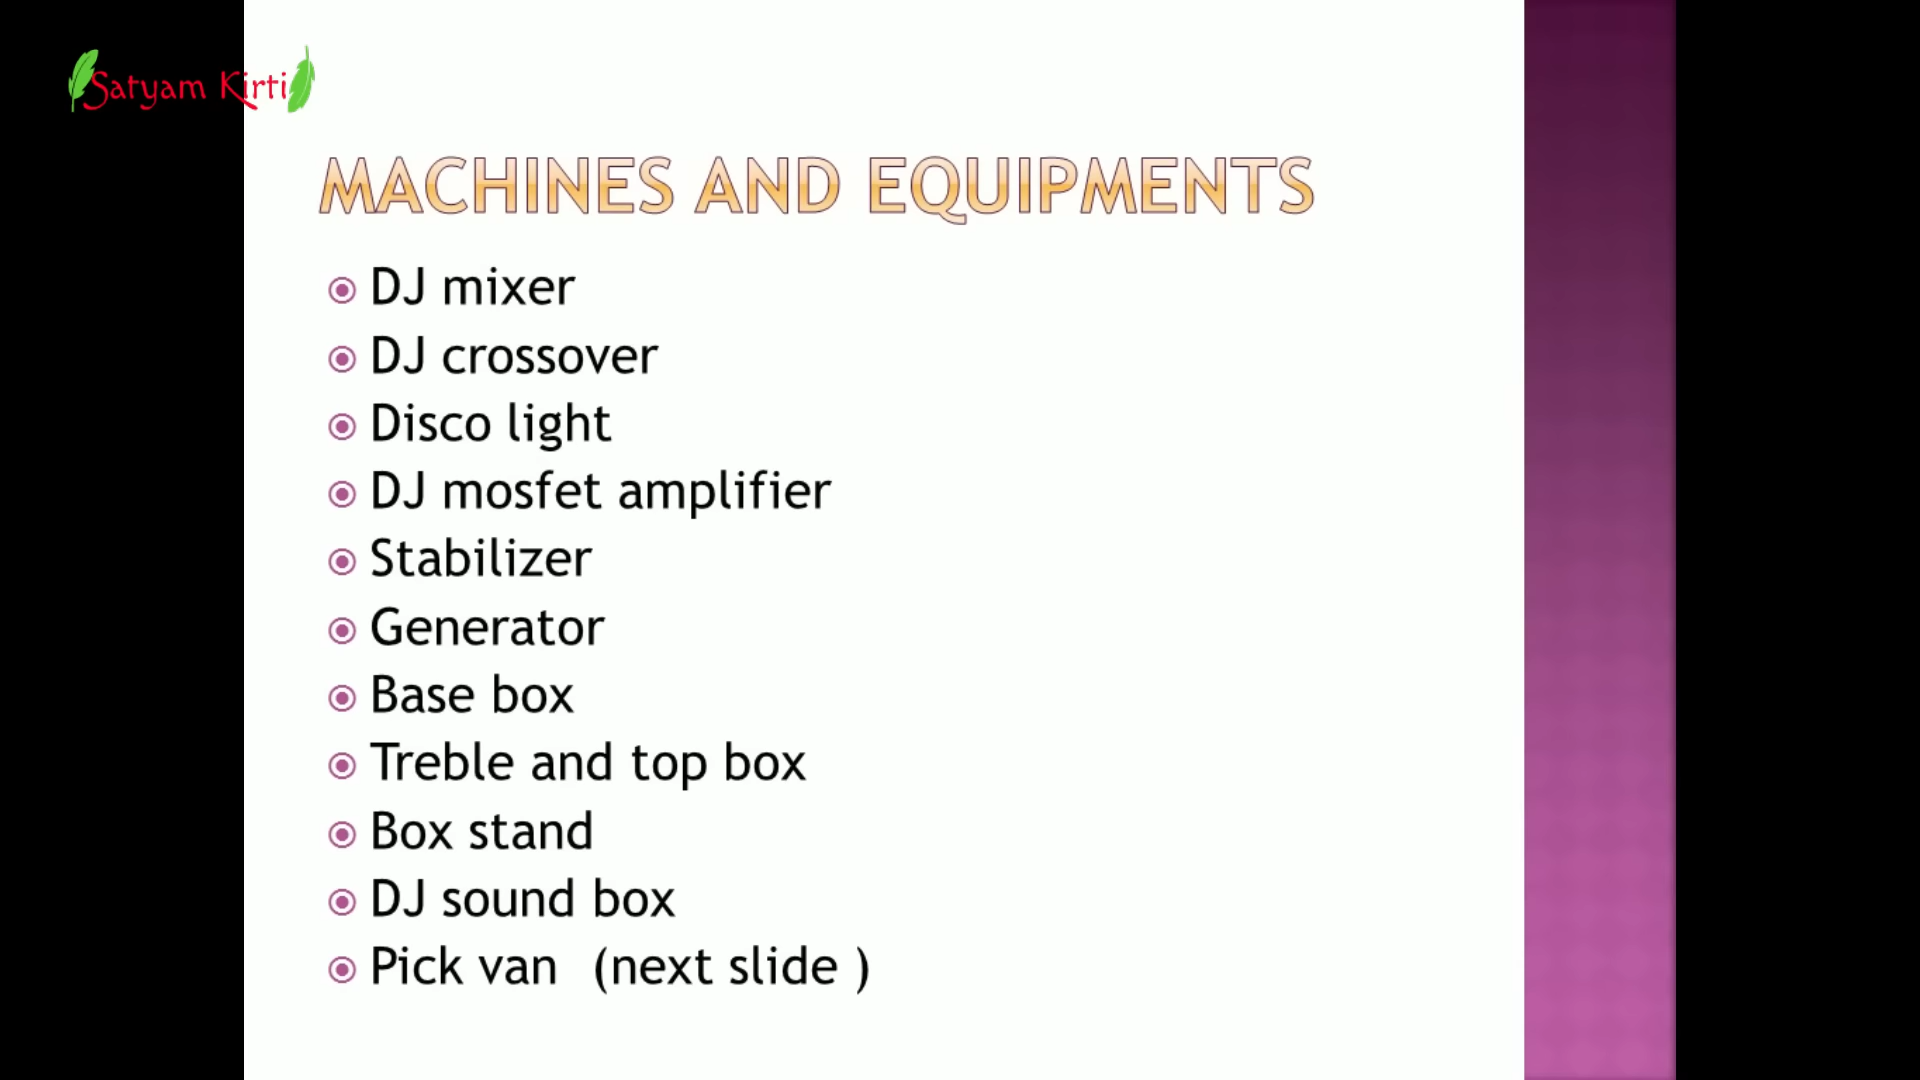 Satyam Kirti
MACHINES AND EQUIPMENTS
DJ mixer
DJ crossover
Disco light
DJ mosfet amplifier
Stabilizer
Generator
Base box
Treble and top box
Box stand
DJ sound box
Pick van (next slide )